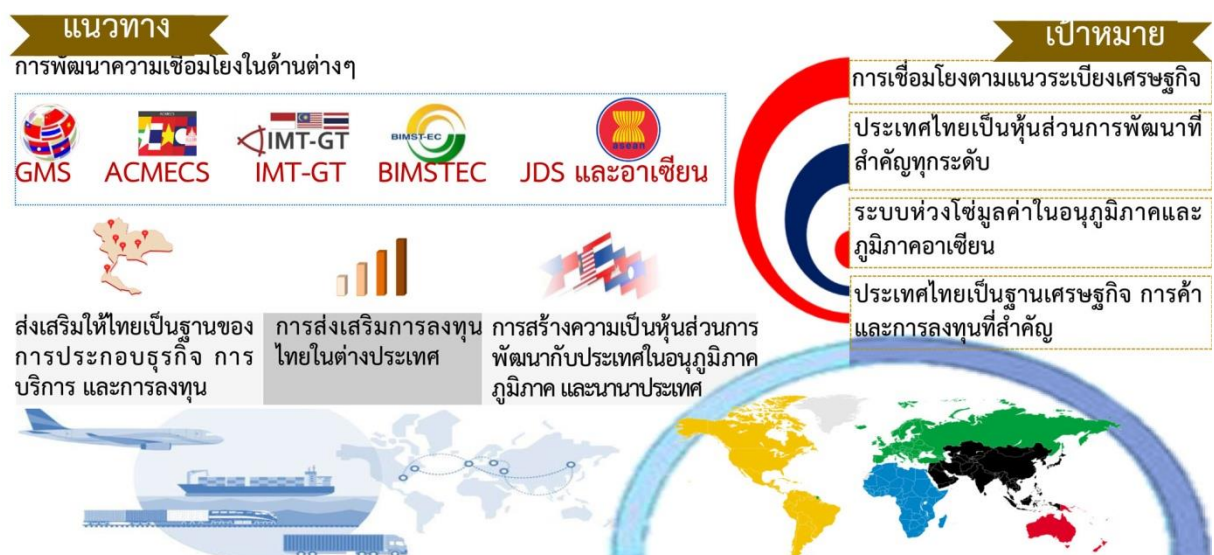 แนวทาง
การพัฒนาความเชื่อมโยงในด้านต่างๆ
IMT-GT
BIMST-EC
asean
GMS ACMECS IMT-GT BIMSTEC JDS และอาเซียน
ส่งเสริมให้ไทยเป็นฐานของ
การประกอบธุรกิจ การ
บริการ และการลงทุน
การส่งเสริมการลงทุน
ไทยในต่างประเทศ
การสร้างความเป็นหุ้นส่วนการ
พัฒนากับประเทศในอนุภูมิภาค
ภูมิภาค และนานาประเทศ
เป้าหมาย
การเชื่อมโยงตามแนวระเบียงเศรษฐกิจ
ประเทศไทยเป็นหุ้นส่วนการพัฒนาที่
สำคัญทุกระดับ
ระบบห่วงโซ่มูลค่าในอนุภูมิภาคและ
ภูมิภาคอาเซียน
ประเทศไทยเป็นฐานเศรษฐกิจ การค้า
และการลงทุนที่สำคัญ